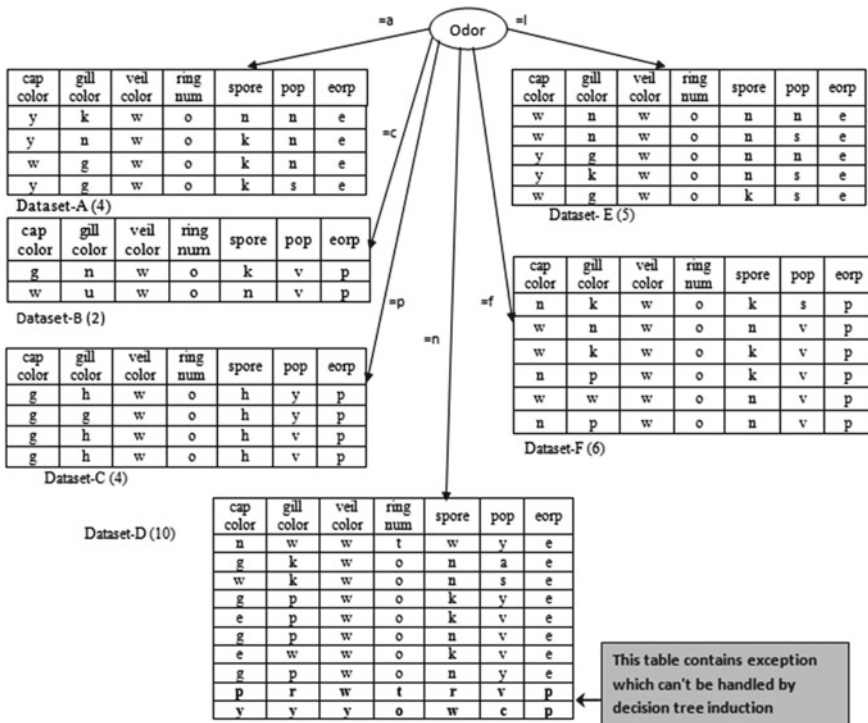 Odor
=a
=l
=c
=p
=n
=f
cap color gill color veil color ring num spore pop eorp
y k w o n n e
y n w o k n e
w g w o k n e
y g w o k s e
Dataset-A (4)
cap color gill color veil color ring num spore pop eorp
g n w o k v p
w u w o n v p
Dataset-B (2)
cap color gill color veil color ring num spore pop eorp
g h w o h y p
g g w o h y p
g h w o h v p
g h w o h v p
Dataset-C (4)
cap color gill color veil color ring num spore pop eorp
w n w o n n e
w n w o n s e
y g w o n n e
y k w o n s e
w g w o k s e
Dataset- E (5)
cap color gill color veil color ring num spore pop eorp
n k w o k s p
w n w o n v p
w k w o k v p
n p w o k v p
w w w o n v p
n p w o n v p
Dataset-F (6)
Dataset-D (10)
cap color gill color veil color ring num spore pop eorp
n w w t w y e
g k w o n a e
w k w o n s e
g p w o k y e
e p w o k v e
g p w o n v e
e w w o k v e
g p w o n y e
p r w t r v p
y y y o w c p
This table contains exception
which can't be handled by
decision tree induction